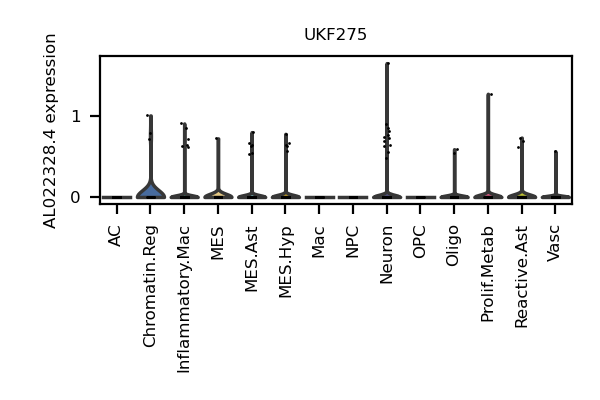 UKF275
AL022328.4 expression
1
0
AC
Chromatin.Reg
Inflammatory.Mac
MES
MES.Ast
MES.Hyp
Mac
NPC
Neuron
OPC
Oligo
Prolif.Metab
Reactive.Ast
Vasc